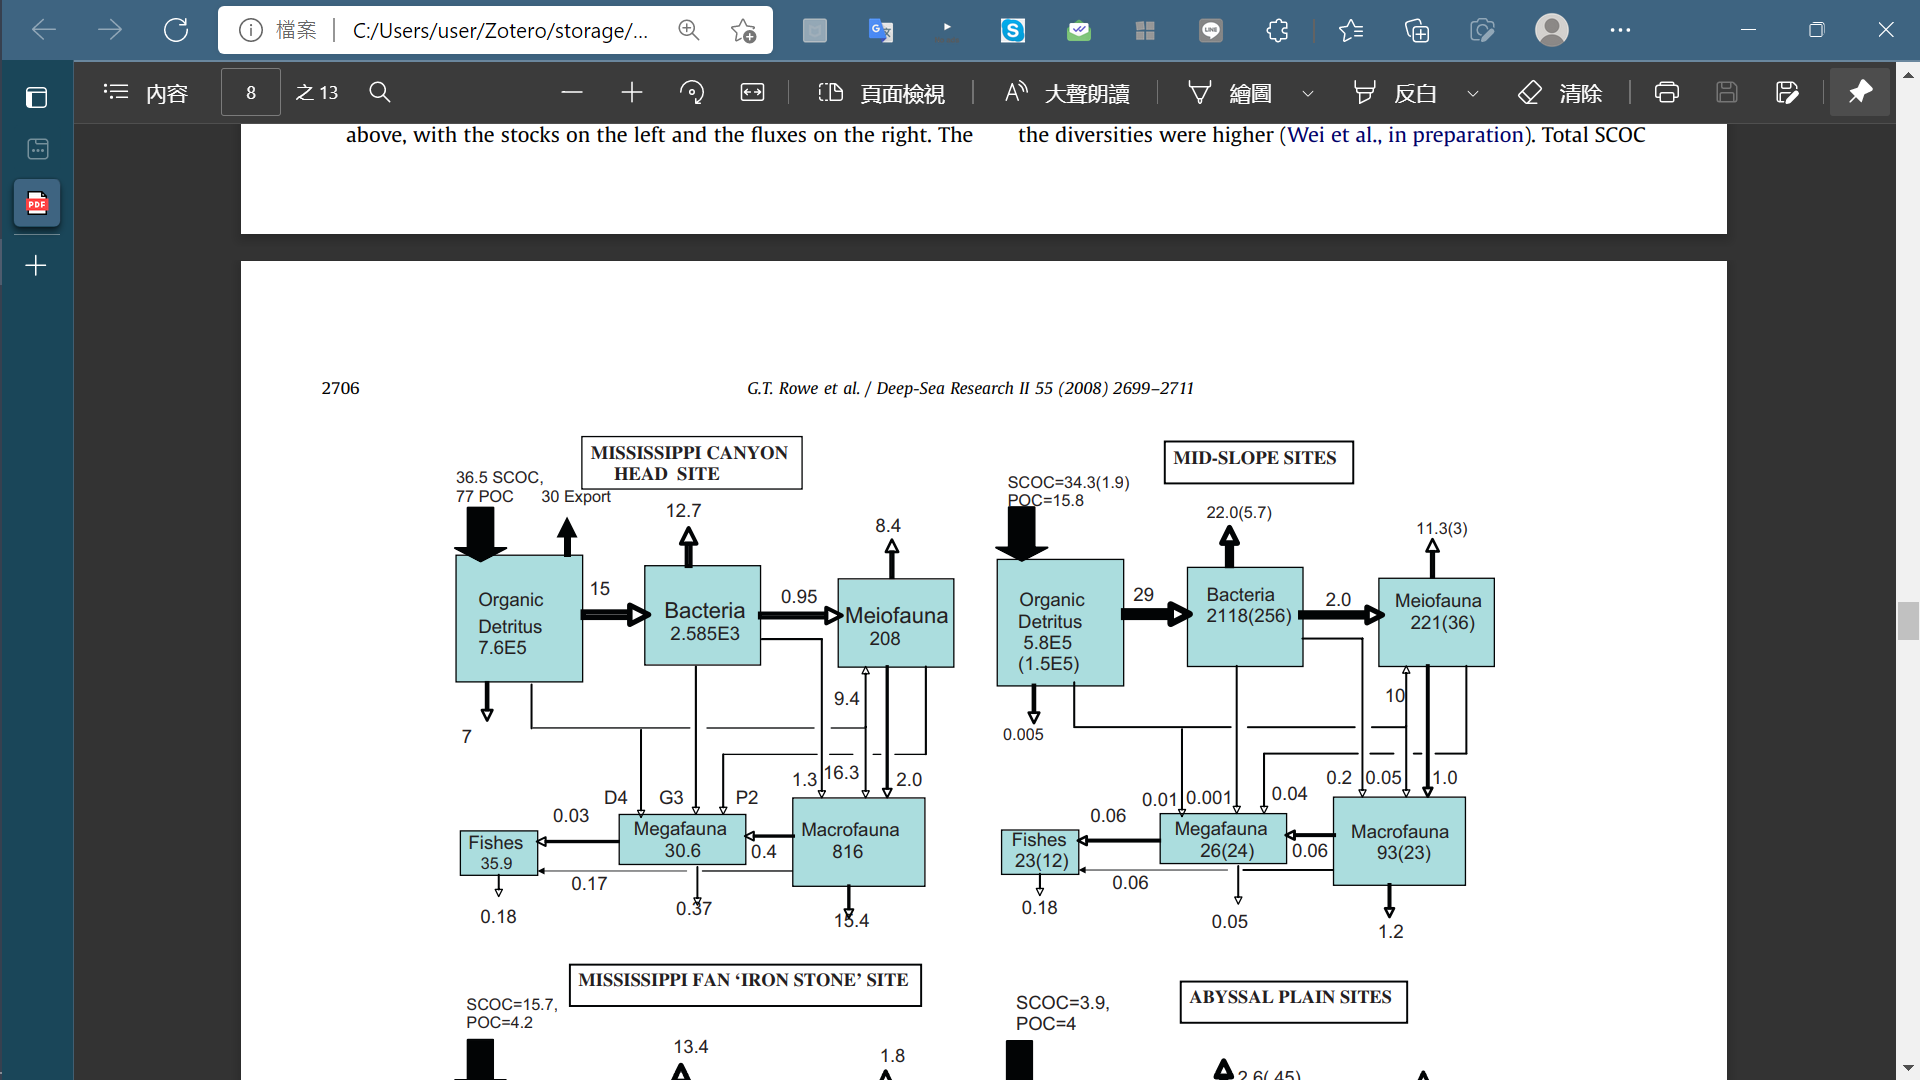 檔案
C:/Users/user/Zotero/storage/...
內容
8
之 13
頁面檢視
大聲朗讀
繪圖
反白
清除
PDF
above, with the stocks on the left and the fluxes on the right. The
the diversities were higher (Wei et al., in preparation). Total SCOC
2706
G.T. Rowe et al. / Deep-Sea Research II 55 (2008) 2699–2711
MISSISSIPPI CANYON
HEAD SITE
36.5 SCOC,
77 POC
30 Export
12.7
8.4
15
0.95
Organic
Detritus
7.6E5
Bacteria
2.585E3
Meiofauna
208
9.4
7
1.3
16.3
2.0
D4
G3
P2
0.03
Megafauna
30.6
Macrofauna
816
Fishes
35.9
0.4
0.17
0.18
0.37
15.4
MID-SLOPE SITES
SCOC=34.3(1.9)
POC=15.8
22.0(5.7)
11.3(3)
29
2.0
Organic
Detritus
5.8E5
(1.5E5)
Bacteria
2118(256)
Meiofauna
221(36)
10
0.005
0.2
0.05
1.0
0.01
0.001
0.04
0.06
Megafauna
26(24)
Macrofauna
93(23)
Fishes
23(12)
0.06
0.06
0.18
0.05
1.2
MISSISSIPPI FAN ‘IRON STONE’ SITE
SCOC=15.7,
POC=4.2
13.4
1.8
ABYSSAL PLAIN SITES
SCOC=3.9,
POC=4
2.6(.45)